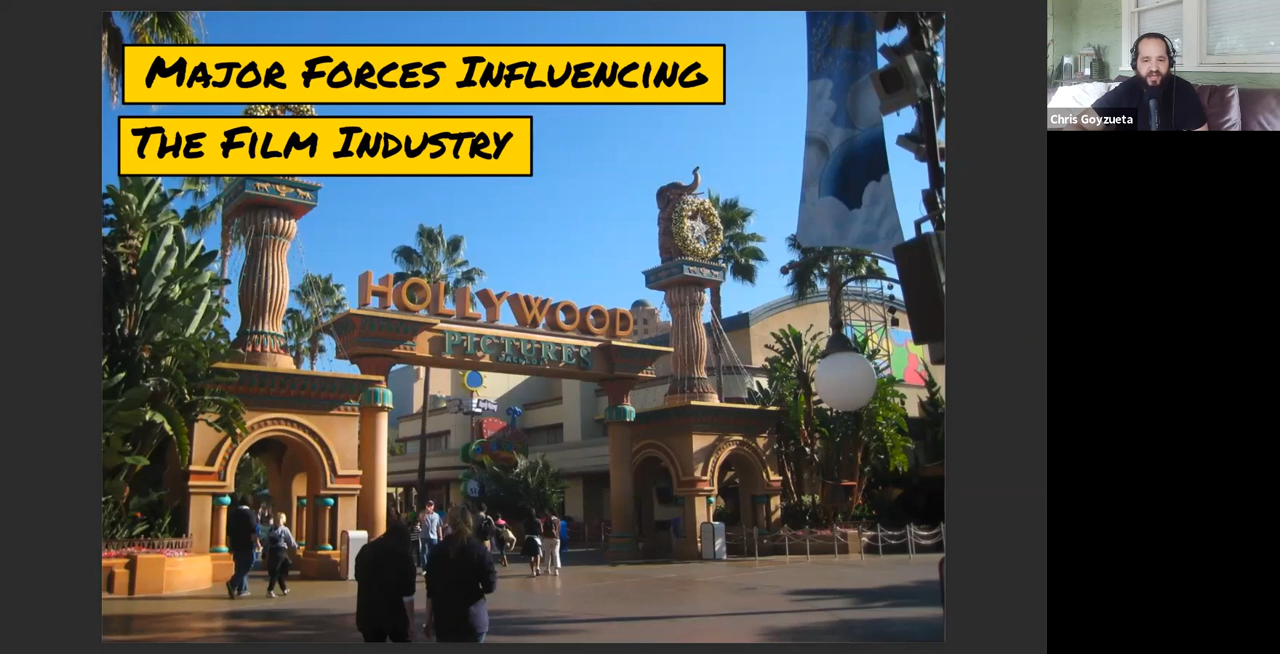 Major Forces Influencing
The Film Industry
HOLLYWOOD
PICTURES
Chris Goyzueta